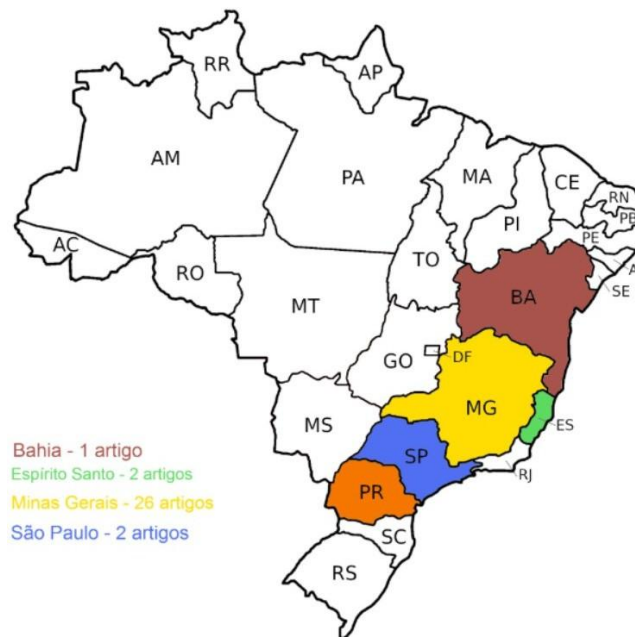 RR
AP
AM
PA
MA
CE
RN
PB
PI
PE
AC
TO
A
SE
RO
BA
MT
GO
DF
MG
MS
ES
SP
RJ
PR
SC
RS
Bahia - 1 artigo
Espírito Santo - 2 artigos
Minas Gerais - 26 artigos
São Paulo - 2 artigos